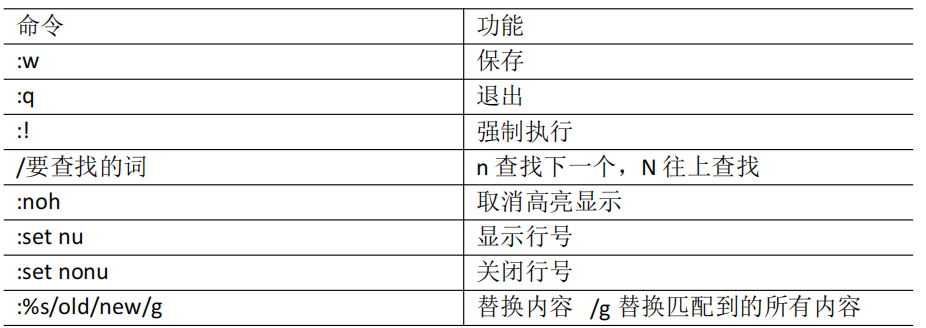 命令 功能
:w 保存
:q 退出
:! 强制执行
/要查找的词 n 查找下一个，N 往上查找
:noh 取消高亮显示
:set nu 显示行号
:set nonu 关闭行号
:%s/old/new/g 替换内容 /g 替换匹配到的所有内容